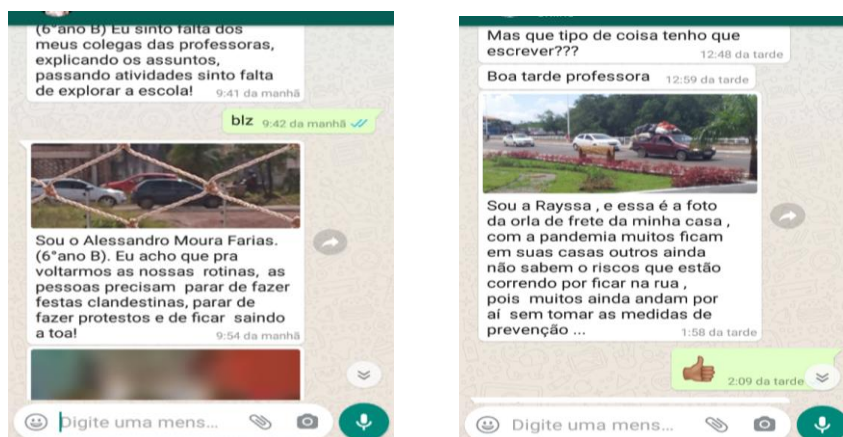 (6°ano B) Eu sinto falta dos
meus colegas das professoras,
explicando os assuntos,
passando atividades sinto falta
de explorar a escola! 9:41 da manhã
blz 9:42 da manhã
Sou o Alessandro Moura Farias.
(6°ano B). Eu acho que pra
voltarmos as nossas rotinas, as
pessoas precisam parar de fazer
festas clandestinas, parar de
fazer protestos e de ficar saindo
a toa! 9:54 da manhã
Digite uma mens...
Mas que tipo de coisa tenho que
escrever??? 12:48 da tarde
Boa tarde professora 12:59 da tarde
Sou a Rayssa , e essa é a foto
da orla de frete da minha casa ,
com a pandemia muitos ficam
em suas casas outros ainda
não sabem o riscos que estão
correndo por ficar na rua ,
pois muitos ainda andam por
aí sem tomar as medidas de
prevenção ... 1:58 da tarde
2:09 da tarde
Digite uma mens...